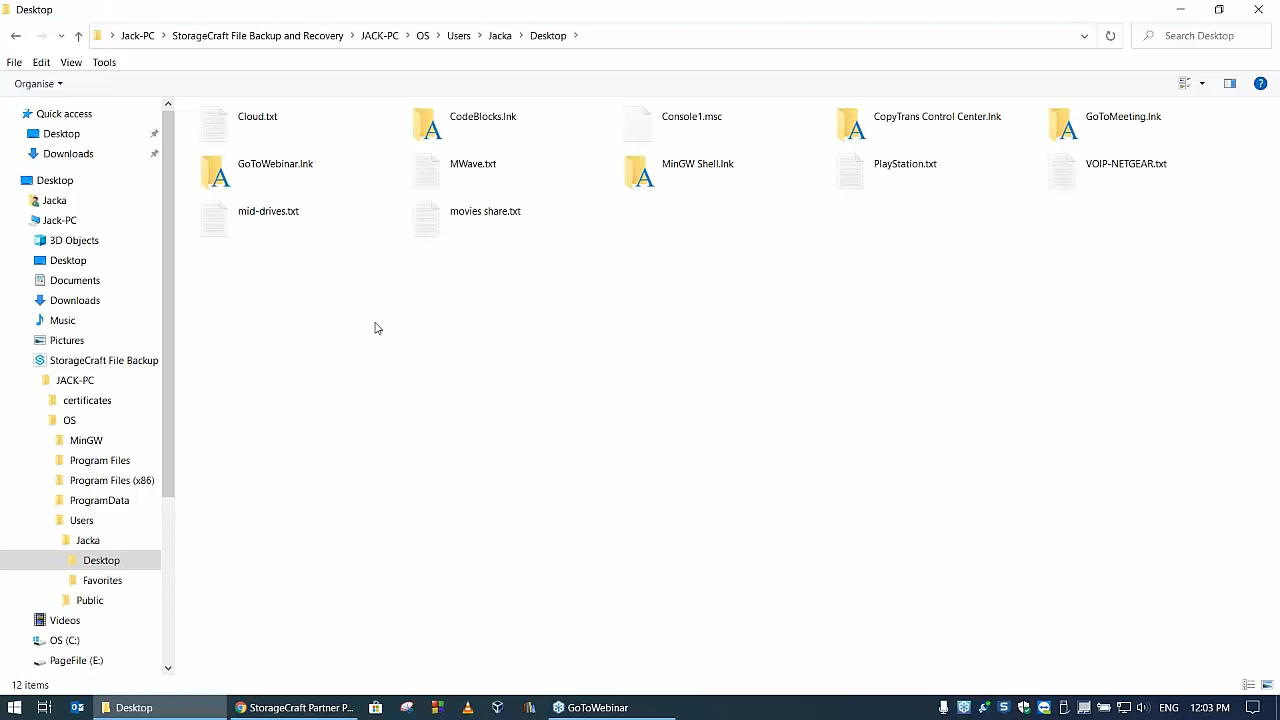 Desktop
Jack-PC > StorageCraft File Backup and Recovery > JACK-PC > OS > Users > Jacka > Desktop >
Search Desktop
File Edit View Tools
Organise
Quick access
Desktop
Downloads
Desktop
Jacka
Jack-PC
3D Objects
Desktop
Documents
Downloads
Music
Pictures
StorageCraft File Backup
JACK-PC
certificates
OS
MinGW
Program Files
Program Files (x86)
ProgramData
Users
Jacka
Desktop
Favorites
Public
Videos
OS (C:)
PageFile (E:)
Cloud.txt
CodeBlocks.lnk
Console1.msc
CopyTrans Control Center.lnk
GoToMeeting.lnk
GoToWebinar.lnk
MWave.txt
MinGW Shell.lnk
PlayStation.txt
VOIP-NETGEAR.txt
mid-drives.txt
movies share.txt
12 items
Desktop
StorageCraft Partner P...
GoToWebinar
ENG
12:03 PM